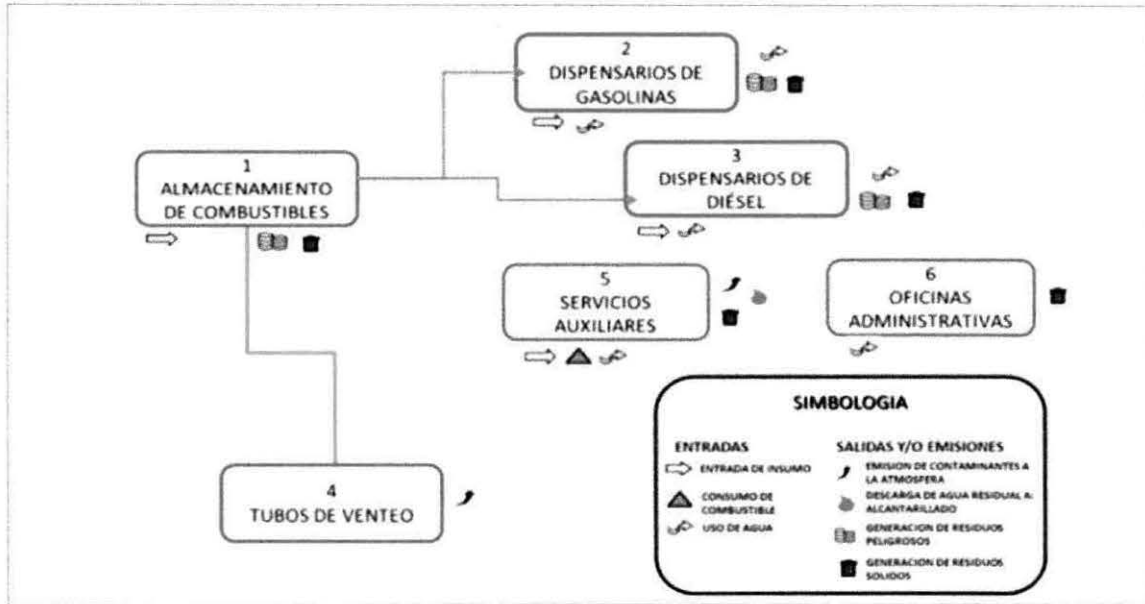 2
DISPENSARIOS DE
GASOLINAS
1
ALMACENAMIENTO
DE COMBUSTIBLES
3
DISPENSARIOS DE
DIÉSEL
5
SERVICIOS
AUXILIARES
6
OFICINAS
ADMINISTRATIVAS
4
TUBOS DE VENTEO
SIMBOLOGIA
ENTRADAS
ENTRADA DE INSUMO
CONSUMO DE
COMBUSTIBLE
USO DE AGUA
SALIDAS Y/O EMISIONES
EMISION DE CONTAMINANTES A
LA ATMOSFERA
DESCARGA DE AGUA RESIDUAL A:
ALCANTARILLADO
GENERACION DE RESIDUOS
PELIGROSOS
GENERACION DE RESIDUOS
SOLIDOS